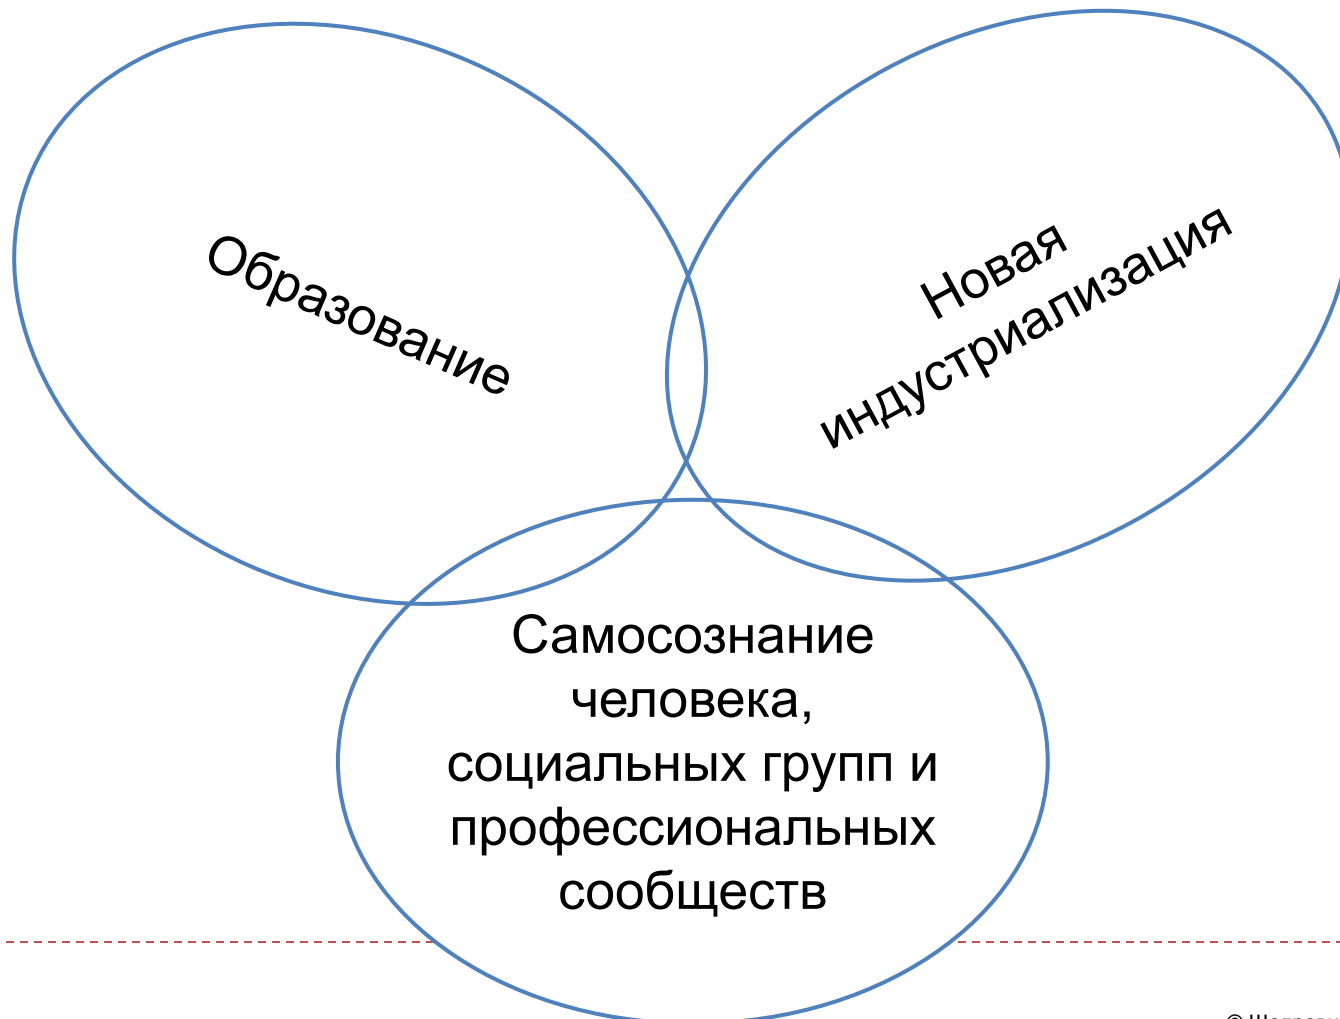 Образование
Новая
индустриализация
Самосознание
человека,
социальных групп и
профессиональных
сообществ